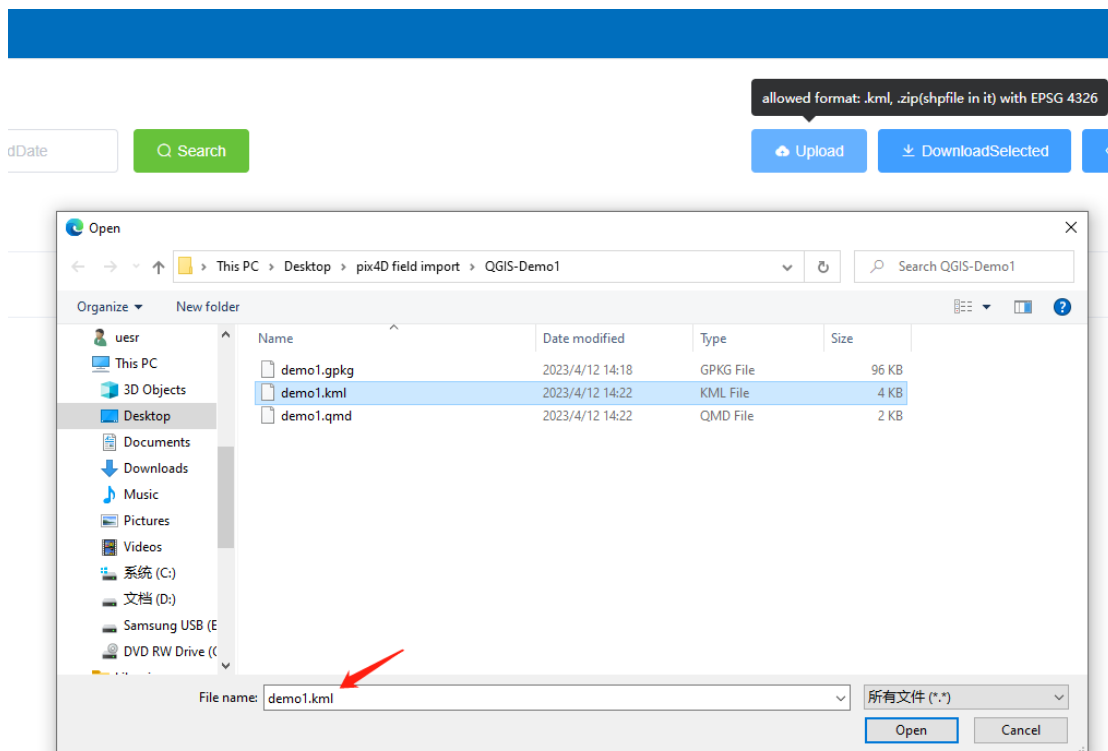 allowed format: .kml, .zip(shpfile in it) with EPSG 4326
dDate
Search
Upload
DownloadSelected
Open
This PC > Desktop > pix4D field import > QGIS-Demo1
Search QGIS-Demo1
Organize
New folder
Name Date modified Type Size
uesr
This PC
3D Objects
Desktop
Documents
Downloads
Music
Pictures
Videos
系统 (C:)
文档 (D:)
Samsung USB (E
DVD RW Drive (
demo1.gpkg 2023/4/12 14:18 GPKG File 96 KB
demo1.kml 2023/4/12 14:22 KML File 4 KB
demo1.qmd 2023/4/12 14:22 QMD File 2 KB
File name: demo1.kml
所有文件 (*.*)
Open
Cancel